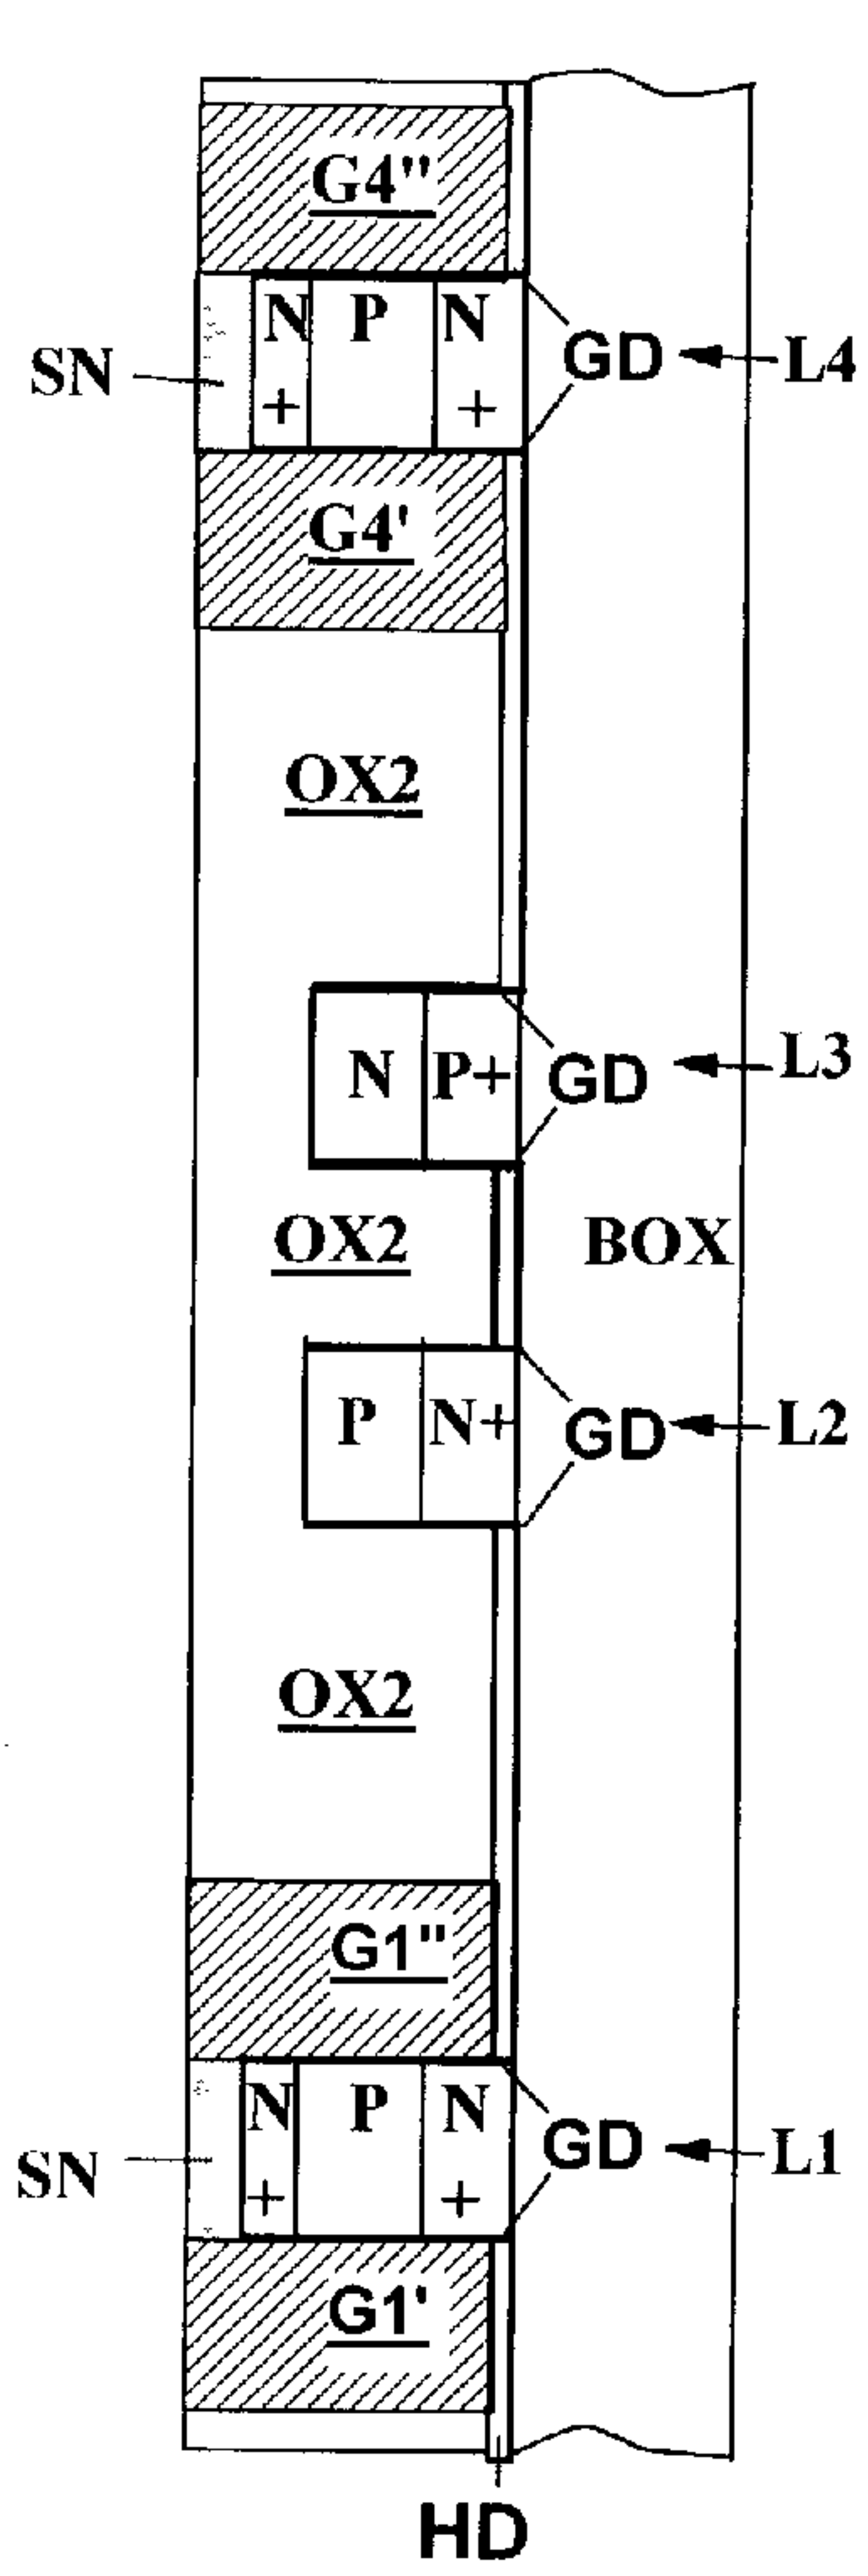 G4"
N P N
+ +
SN
GD
L4
G4'
OX2
N P+
GD
L3
OX2
BOX
P N+
GD
L2
OX2
G1"
N P N
+ +
SN
GD
L1
G1'
HD